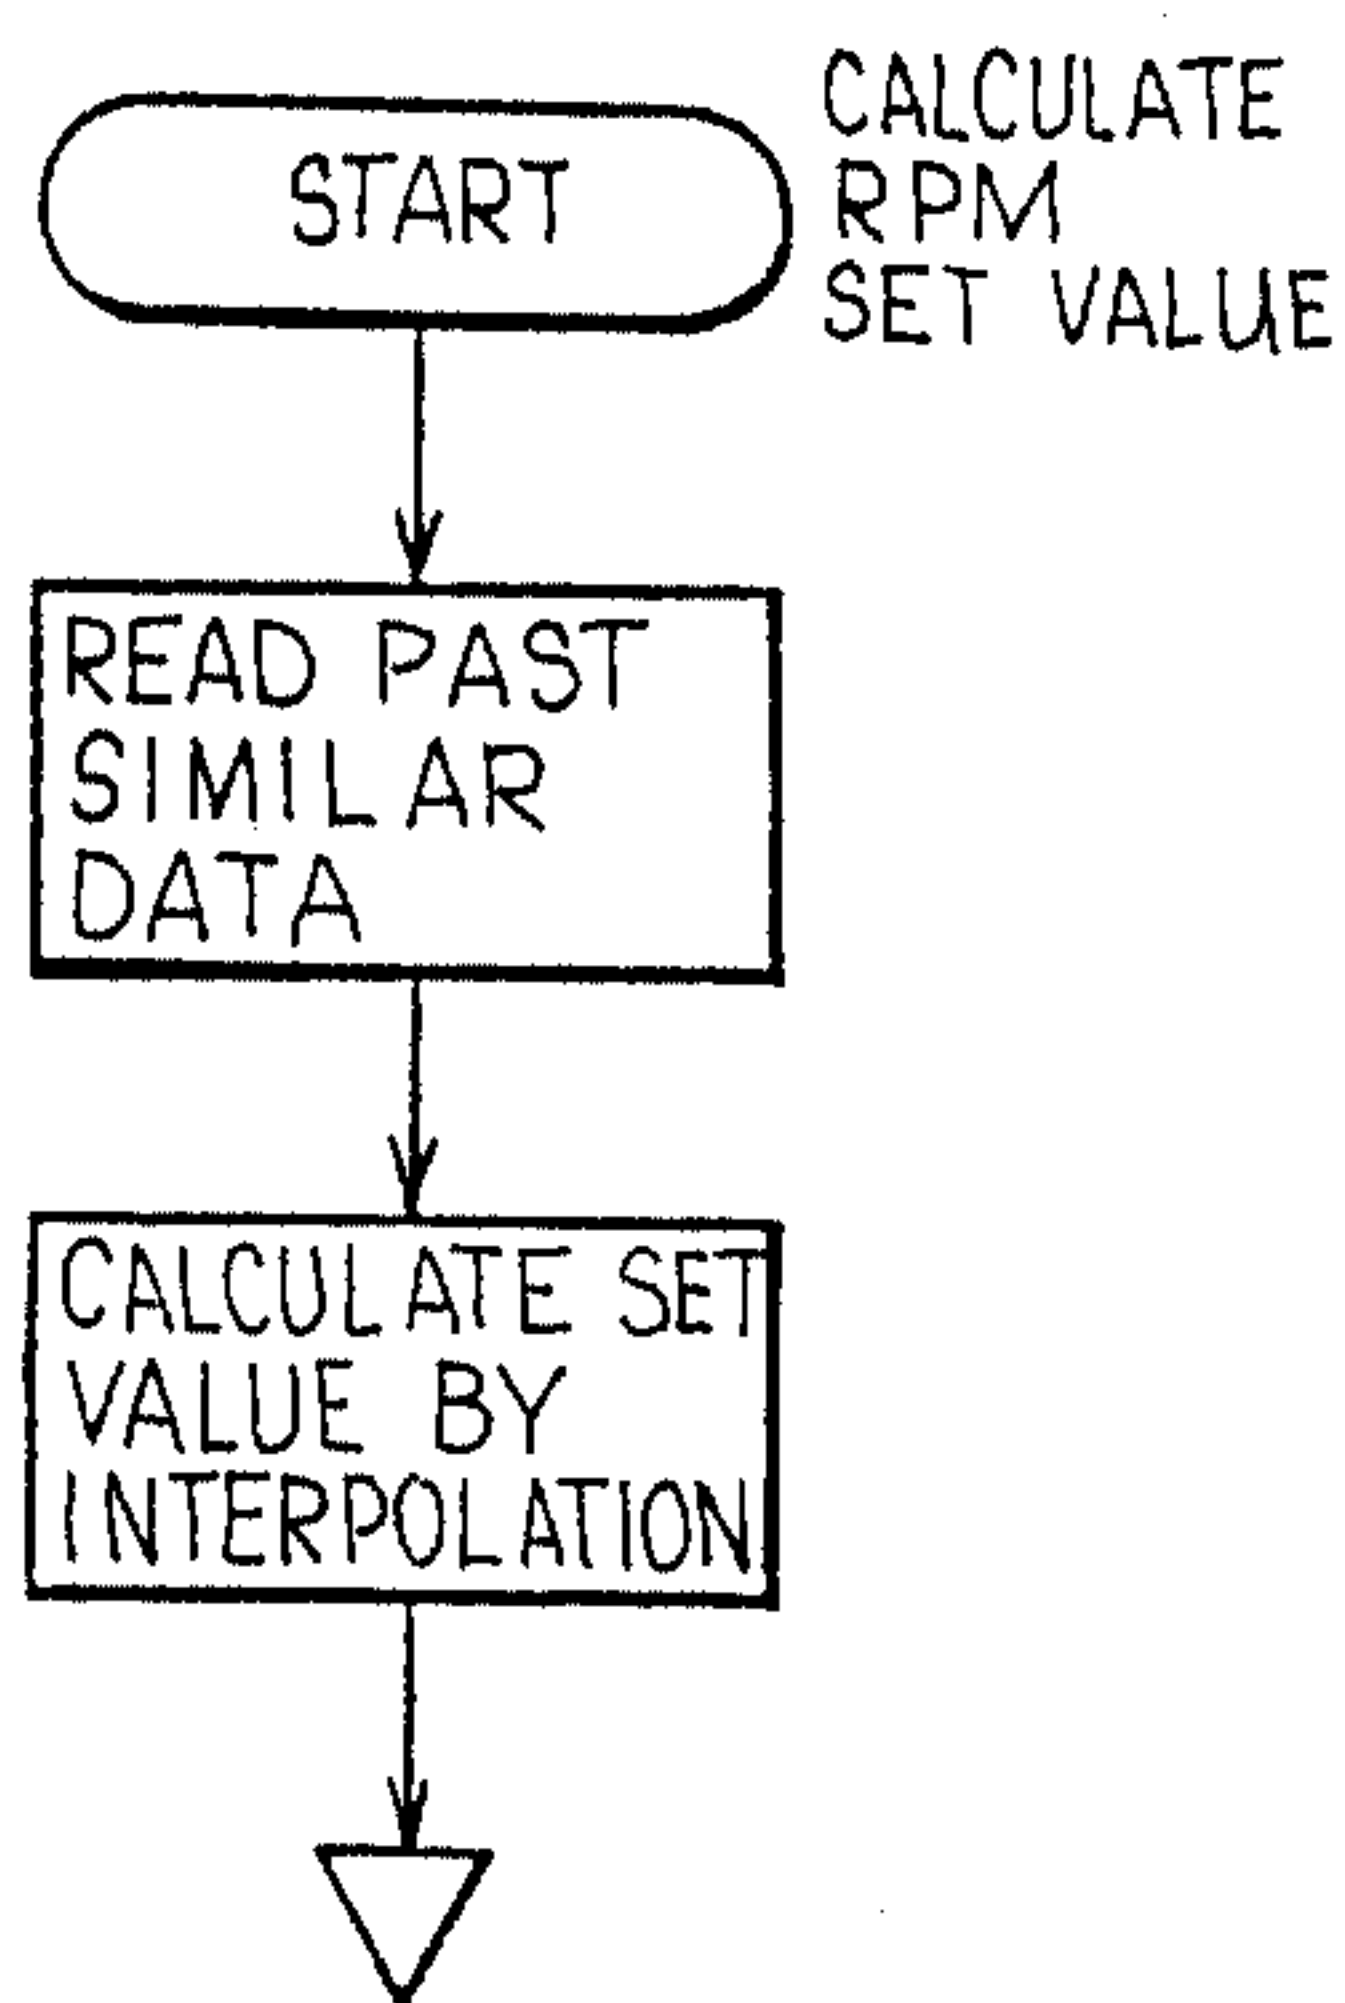 START
CALCULATE
RPM
SET VALUE
READ PAST
SIMILAR
DATA
CALCULATE SET
VALUE BY
INTERPOLATION